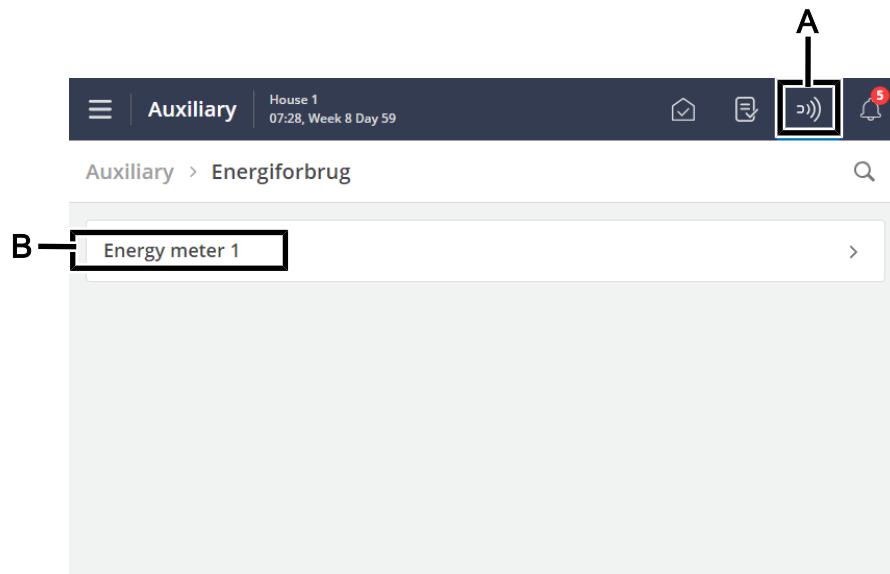 A
Auxiliary
House 1
07:28, Week 8 Day 59
5
Auxiliary > Energiforbrug
B
Energy meter 1